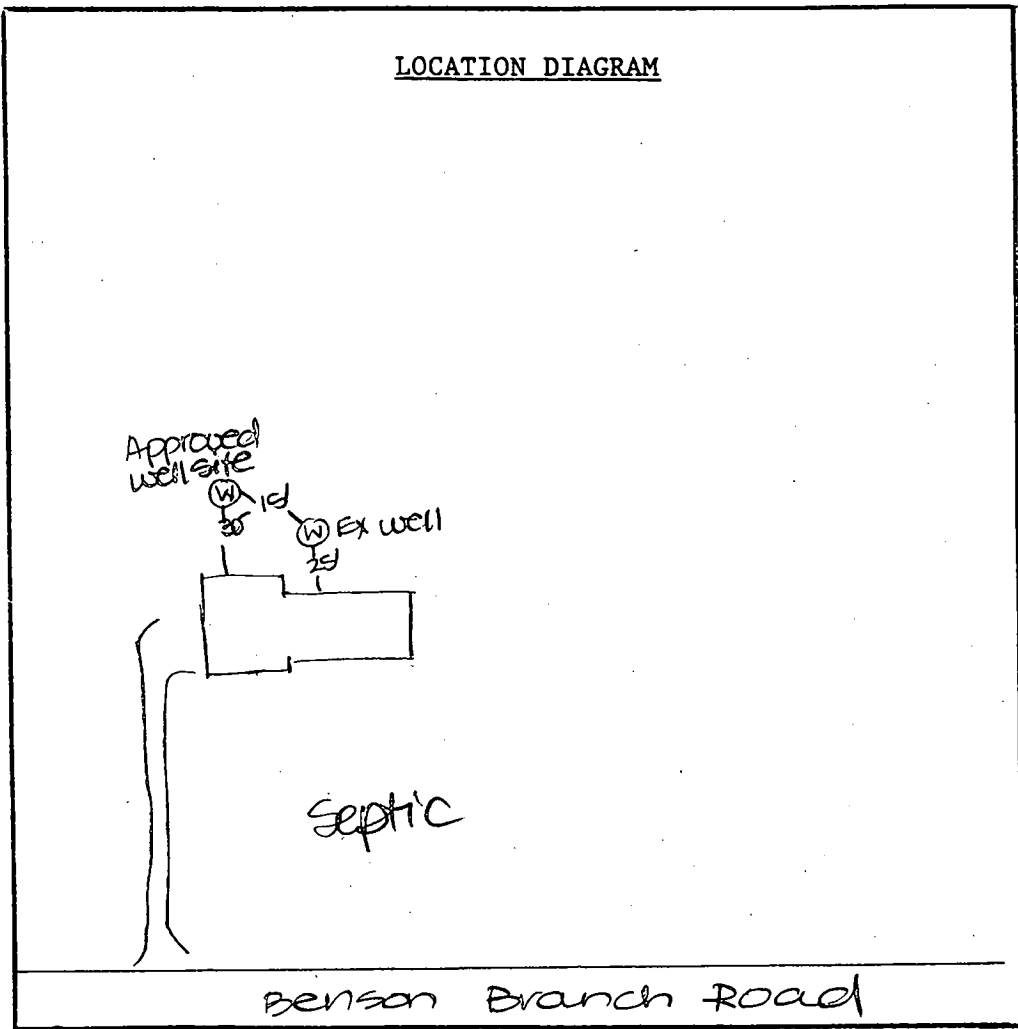 LOCATION DIAGRAM
Approved
well site
W
15'
30'
W Ex well
25'
Septic
Benson Branch Road